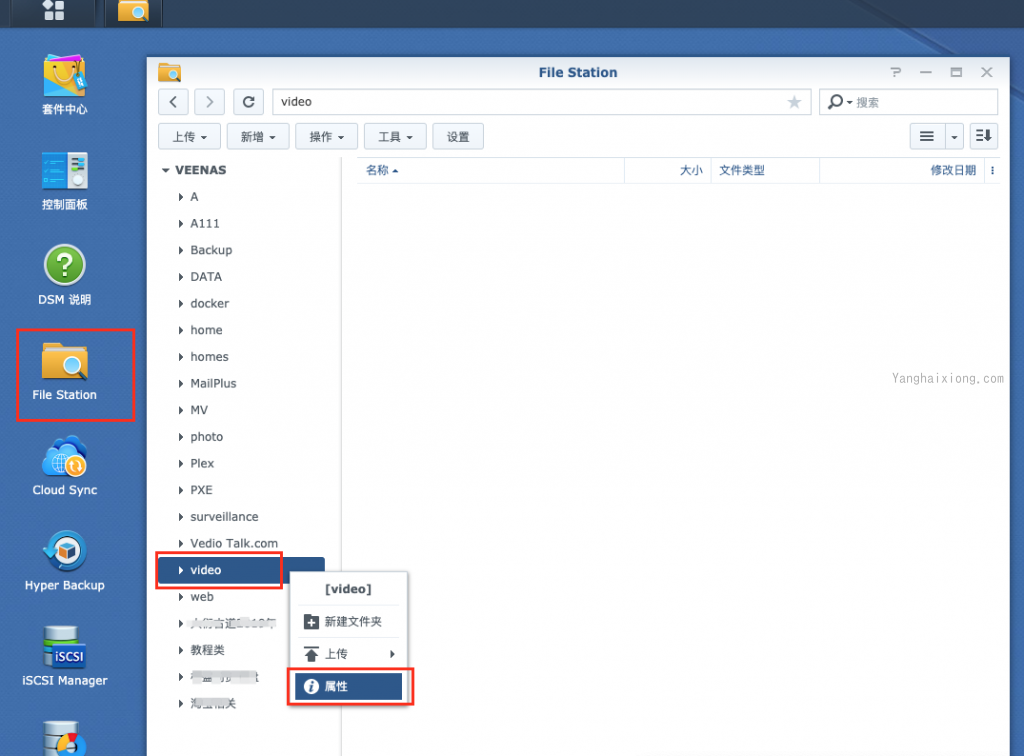 套件中心
控制面板
DSM 说明
File Station
Cloud Sync
Hyper Backup
iSCSI
iSCSI Manager
File Station
video
搜索
上传
新增
操作
工具
设置
VEENAS
A
A111
Backup
DATA
docker
home
homes
MailPlus
MV
photo
Plex
PXE
surveillance
Vedio Talk.com
video
web
教程类
名称
大小
文件类型
修改日期
[video]
新建文件夹
上传
属性
Yanghaixiong.com